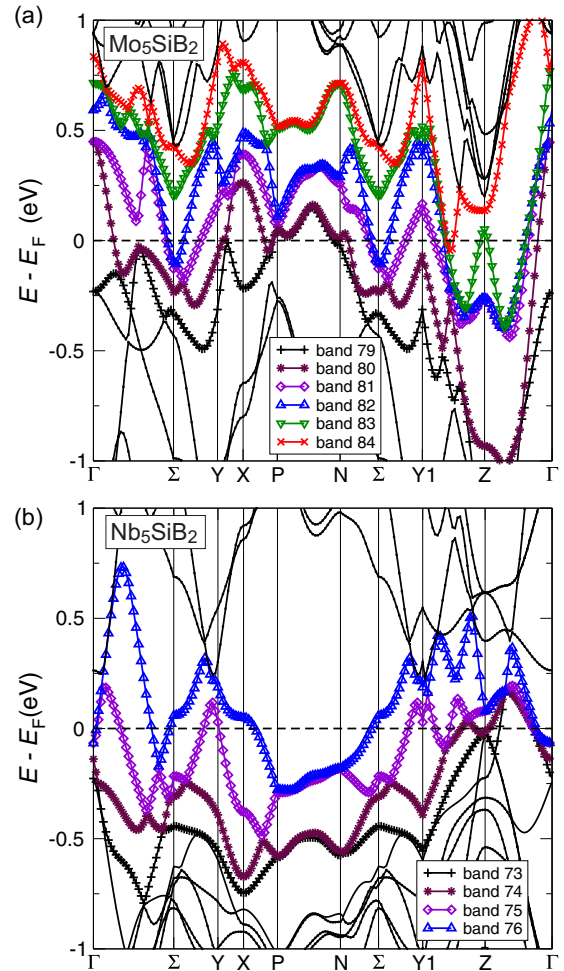 (a)
Mo₅SiB₂
1
0.5
0
-0.5
-1
E - E_F (eV)
band 79
band 80
band 81
band 82
band 83
band 84
Γ Σ Y X P N Σ Y1 Z Γ
(b)
Nb₅SiB₂
1
0.5
0
-0.5
-1
E - E_F(eV)
band 73
band 74
band 75
band 76
Γ Σ Y X P N Σ Y1 Z Γ